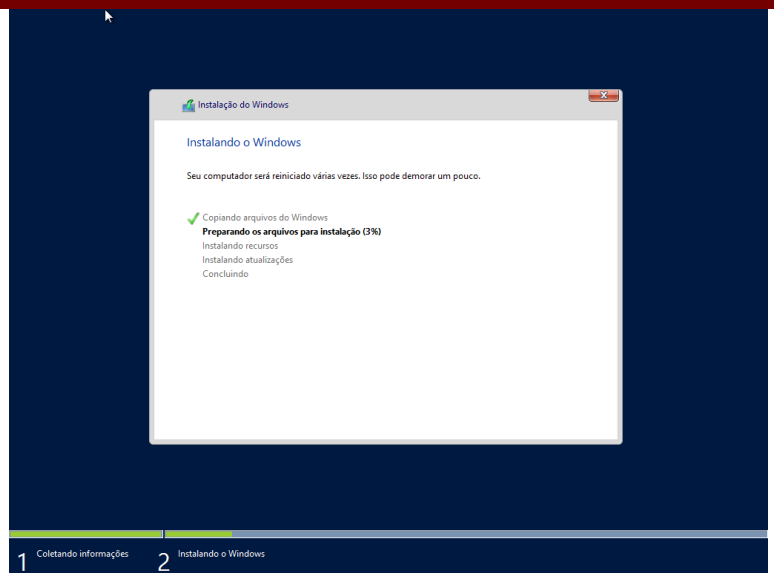 Instalação do Windows
Instalando o Windows
Seu computador será reiniciado várias vezes. Isso pode demorar um pouco.
Copiando arquivos do Windows
Preparando os arquivos para instalação (3%)
Instalando recursos
Instalando atualizações
Concluindo
1 Coletando informações
2 Instalando o Windows